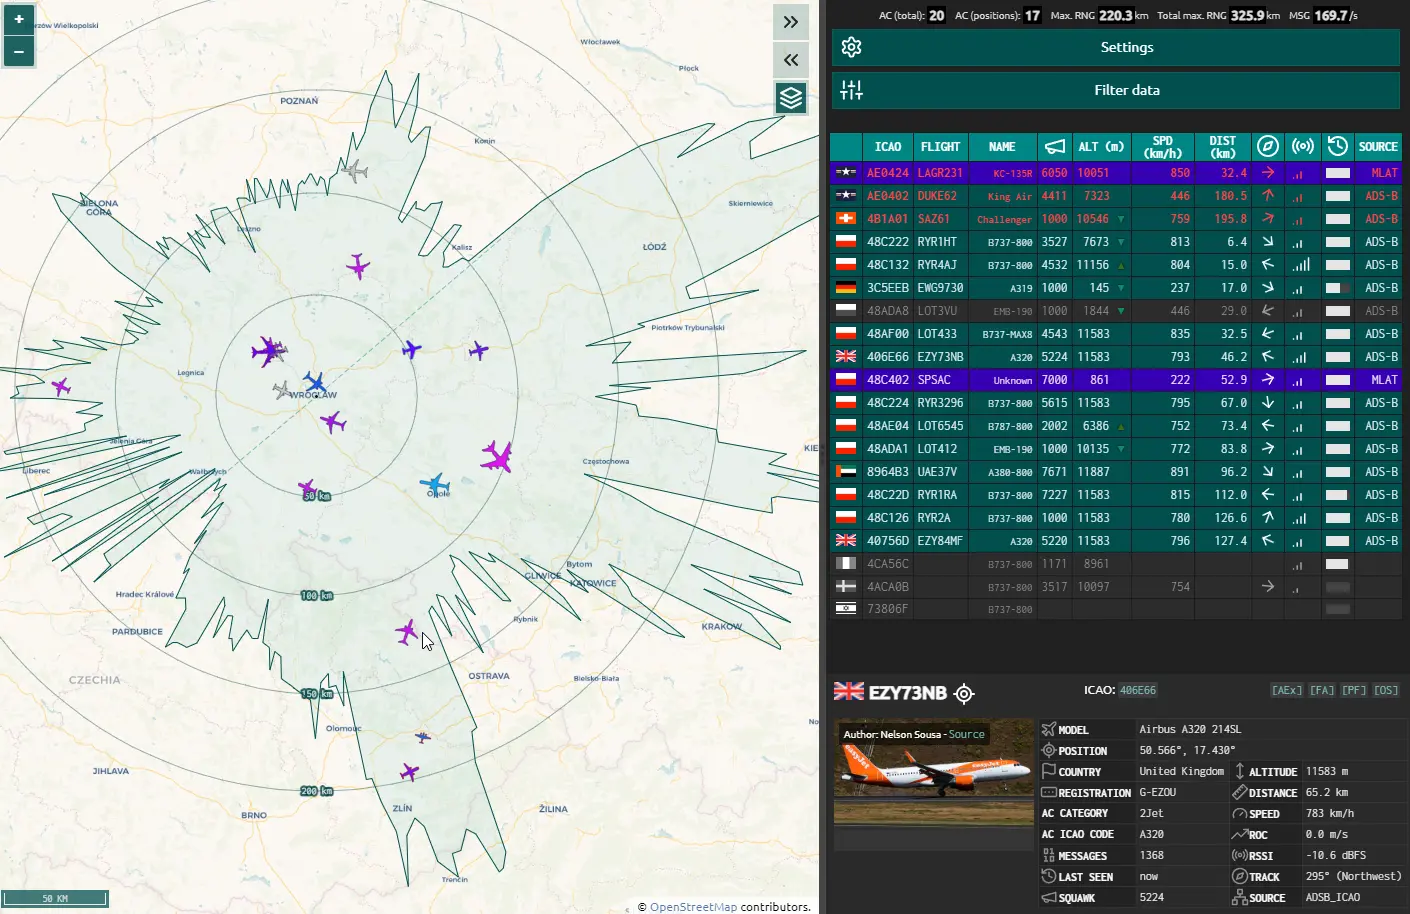 AC (total): 20 AC (positions): 17 Max. RNG 220.3 km Total max. RNG 325.9 km MSG 169.7 /s
Settings
Filter data
ICAO FLIGHT NAME ALT (m) SPD (km/h) DIST (km) SOURCE
AE0424 LAGR231 KC-135R 6050 10051 850 32.4 MLAT
AE0402 DUKE62 King Air 4411 7323 446 180.5 ADS-B
4B1A01 SAZ61 Challenger 1000 10546 759 195.8 ADS-B
48C222 RYR1HT B737-800 3527 7673 813 6.4 ADS-B
48C132 RYR4AJ B737-800 4532 11156 804 15.0 ADS-B
3C5EEB EWG9730 A319 1000 145 237 17.0 ADS-B
48ADA8 LOT3VU EMB-190 1000 1844 446 29.0 ADS-B
48AF00 LOT433 B737-MAX8 4543 11583 835 32.5 ADS-B
406E66 EZY73NB A320 5224 11583 793 46.2 ADS-B
48C402 SPSAC Unknown 7000 861 222 52.9 MLAT
48C224 RYR3296 B737-800 5615 11583 795 67.0 ADS-B
48AE04 LOT6545 B787-800 2002 6386 752 73.4 ADS-B
48ADA1 LOT412 EMB-190 1000 10135 772 83.8 ADS-B
8964B3 UAE37V A380-800 7671 11887 891 96.2 ADS-B
48C22D RYR1RA B737-800 7227 11583 815 112.0 ADS-B
48C126 RYR2A B737-800 1000 11583 780 126.6 ADS-B
40756D EZY84MF A320 5220 11583 796 127.4 ADS-B
4CA56C B737-800 1171 8961
4ACA0B B737-800 3517 10097 754
73806F B737-800
EZY73NB ICAO: 406E66 [AEx] [FA] [PF] [OS]
Author: Nelson Sousa - Source
MODEL Airbus A320 214SL
POSITION 50.566°, 17.430°
COUNTRY United Kingdom ALTITUDE 11583 m
REGISTRATION G-EZOU DISTANCE 65.2 km
AC CATEGORY 2Jet SPEED 783 km/h
AC ICAO CODE A320 ROC 0.0 m/s
MESSAGES 1368 RSSI -10.6 dBFS
LAST SEEN now TRACK 295° (Northwest)
SQUAWK 5224 SOURCE ADSB_ICAO
+
−
Wielkopolski
Włocławek
Płock
POZNAŃ
Konin
ZIELONA GÓRA
Skierniewice
Leszno
Kalisz
ŁÓDŹ
Piotrków Trybunalski
Legnica
WROCŁAW
Jelenia Góra
KIE
Liberec
Wałbrzych
Częstochowa
Opole
50 km
Bytom
GLIWICE
KATOWICE
Hradec Králové
100 km
Rybnik
KRAKÓW
PARDUBICE
CZECHIA
OSTRAVA
Bielsko-Biała
150 km
No
Olomouc
JIHLAVA
200 km
ZLÍN
ŽILINA
BRNO
Trenčín
50 KM
© OpenStreetMap contributors.